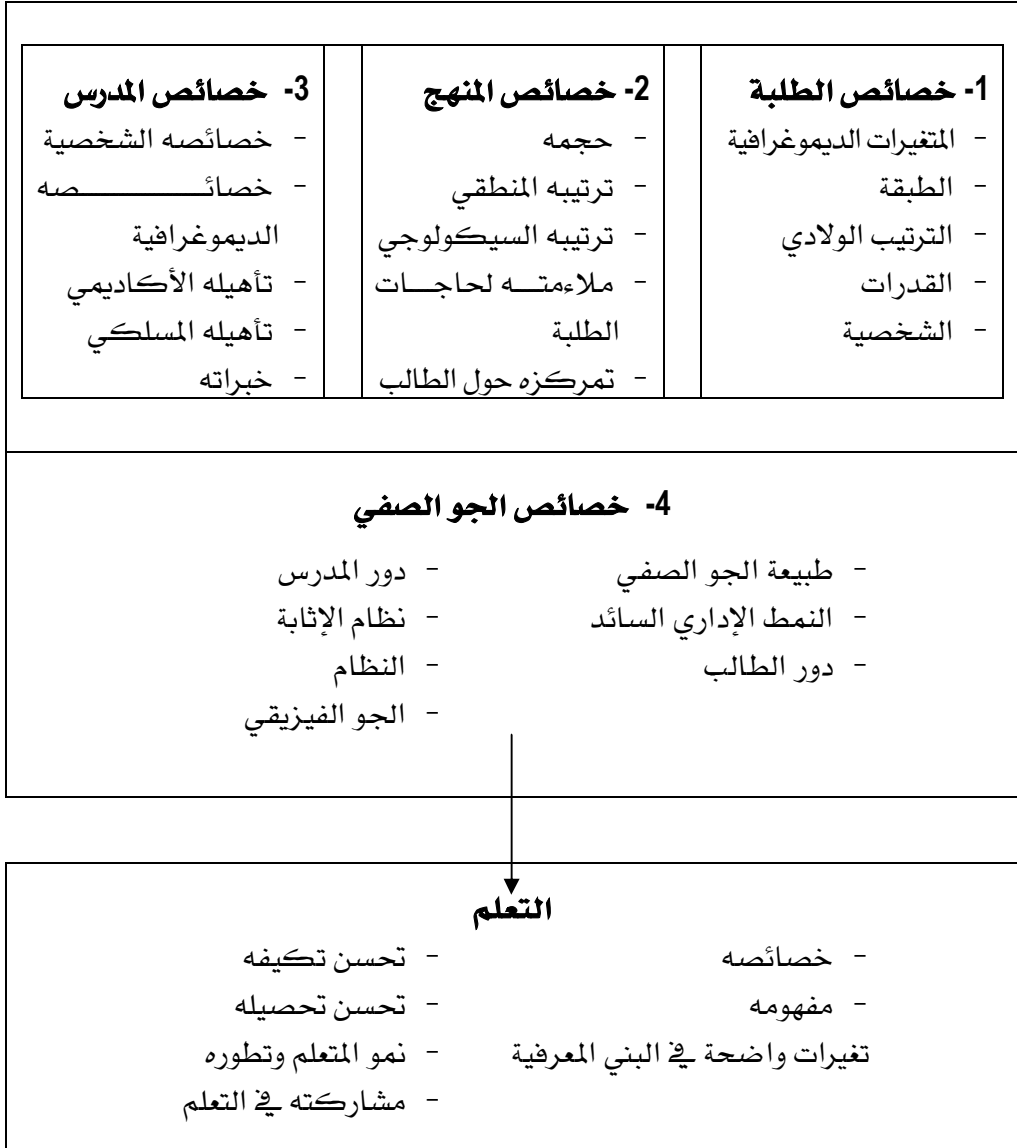 1- خصائص الطلبة
- المتغيرات الديموغرافية
- الطبقة
- الترتيب الولادي
- القدرات
- الشخصية
2- خصائص المنهج
- حجمه
- ترتيبه المنطقي
- ترتيبه السيكولوجي
- ملاءمته لحاجات
الطلبة
- تمركزه حول الطالب
3- خصائص المدرس
- خصائصه الشخصية
- خصائصه
الديموغرافية
- تأهيله الأكاديمي
- تأهيله المسلكي
- خبراته
4- خصائص الجو الصفي
- طبيعة الجو الصفي
- النمط الإداري السائد
- دور الطالب
- دور المدرس
- نظام الإثابة
- النظام
- الجو الفيزيقي
التعلم
- خصائصه
- مفهومه
تغيرات واضحة في البني المعرفية
- تحسن تكيفه
- تحسن تحصيله
- نمو المتعلم وتطوره
- مشاركته في التعلم